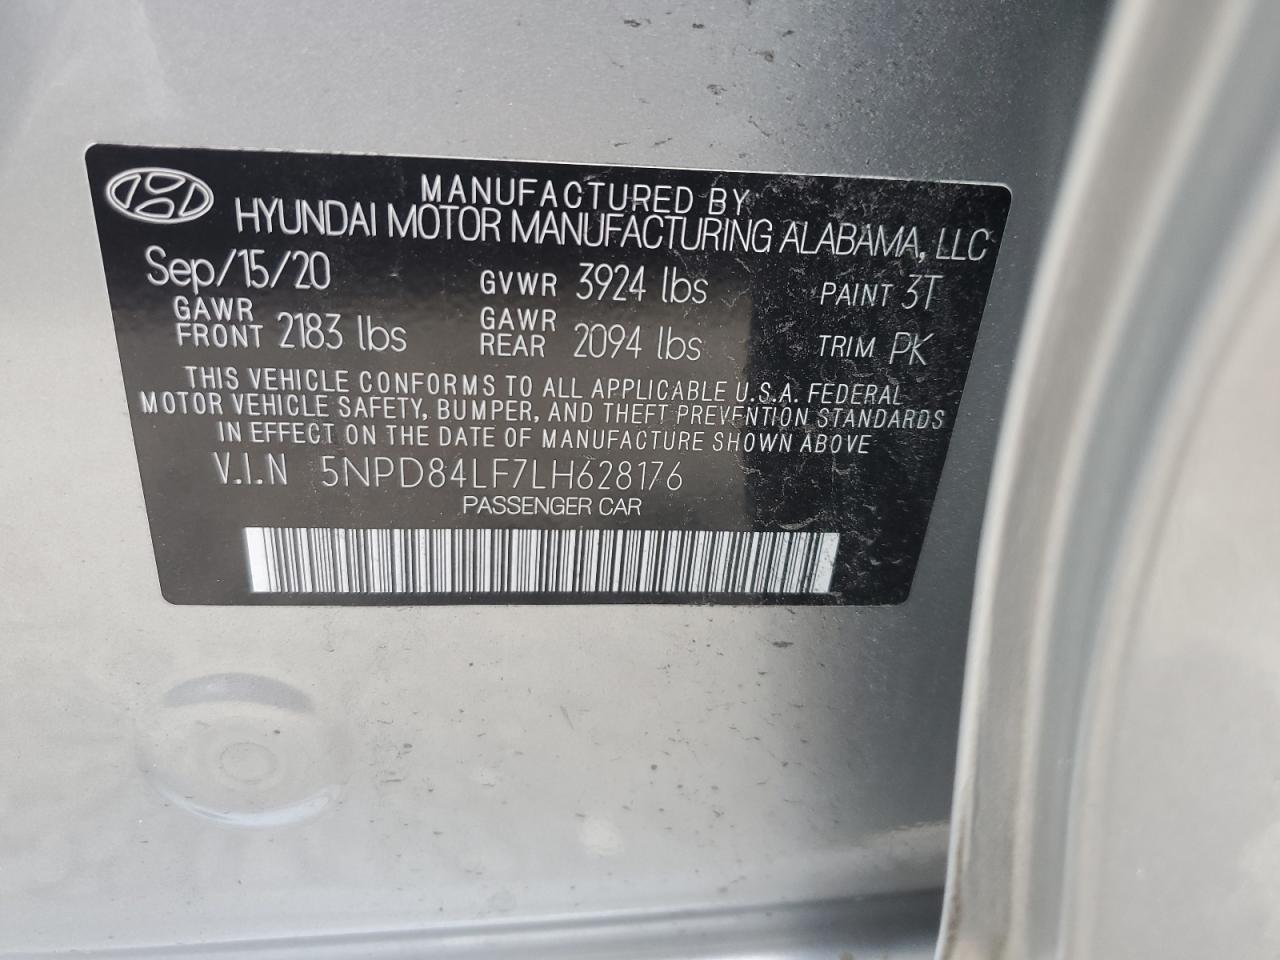 MANUFACTURED BY
HYUNDAI MOTOR MANUFACTURING ALABAMA, LLC
Sep/15/20 GVWR 3924 lbs PAINT 3T
GAWR FRONT 2183 lbs GAWR REAR 2094 lbs TRIM PK
THIS VEHICLE CONFORMS TO ALL APPLICABLE U.S.A. FEDERAL
MOTOR VEHICLE SAFETY, BUMPER, AND THEFT PREVENTION STANDARDS
IN EFFECT ON THE DATE OF MANUFACTURE SHOWN ABOVE
V.I.N 5NPD84LF7LH628176
PASSENGER CAR